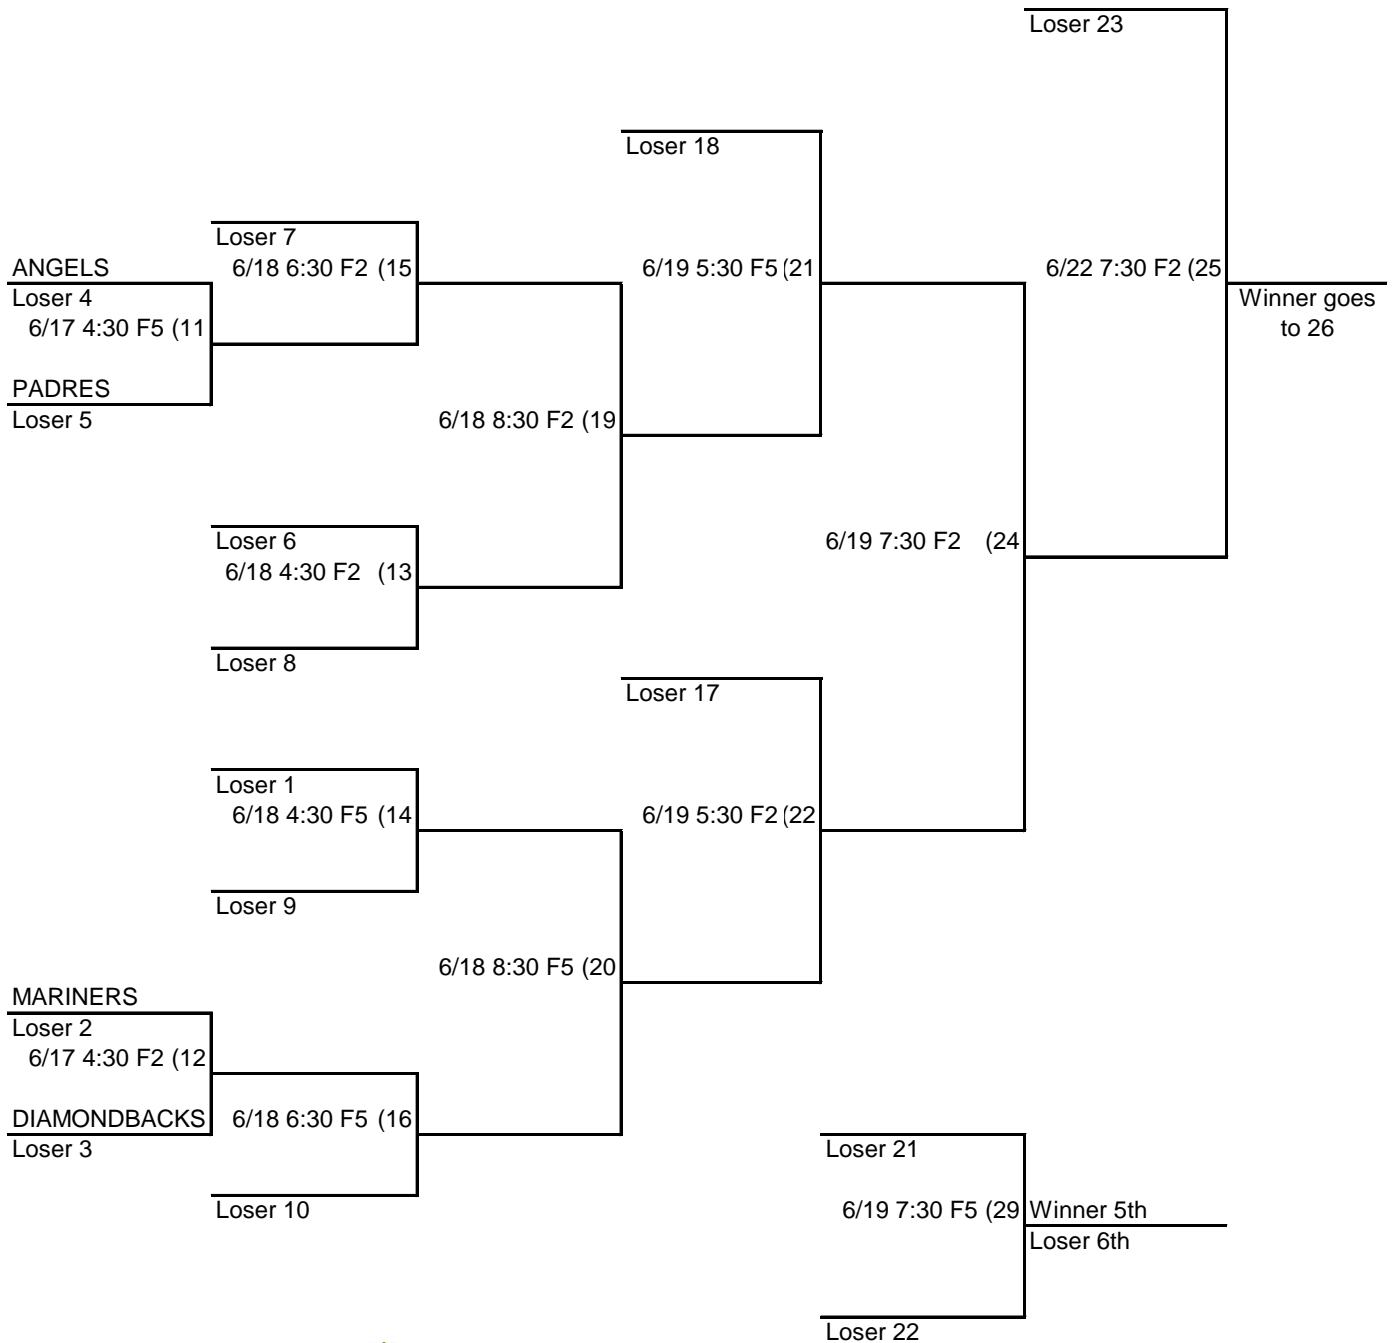 Loser 23
Loser 18
Loser 7
ANGELS
6/18 6:30 F2 (15
6/19 5:30 F5 (21
6/22 7:30 F2 (25
Loser 4
Winner goes
6/17 4:30 F5 (11
to 26
PADRES
Loser 5
6/18 8:30 F2 (19
Loser 6
6/19 7:30 F2 (24
6/18 4:30 F2 (13
Loser 8
Loser 17
Loser 1
6/18 4:30 F5 (14
6/19 5:30 F2 (22
Loser 9
6/18 8:30 F5 (20
MARINERS
Loser 2
6/17 4:30 F2 (12
DIAMONDBACKS
6/18 6:30 F5 (16
Loser 3
Loser 21
Loser 10
6/19 7:30 F5 (29
Winner 5th
Loser 6th
Loser 22